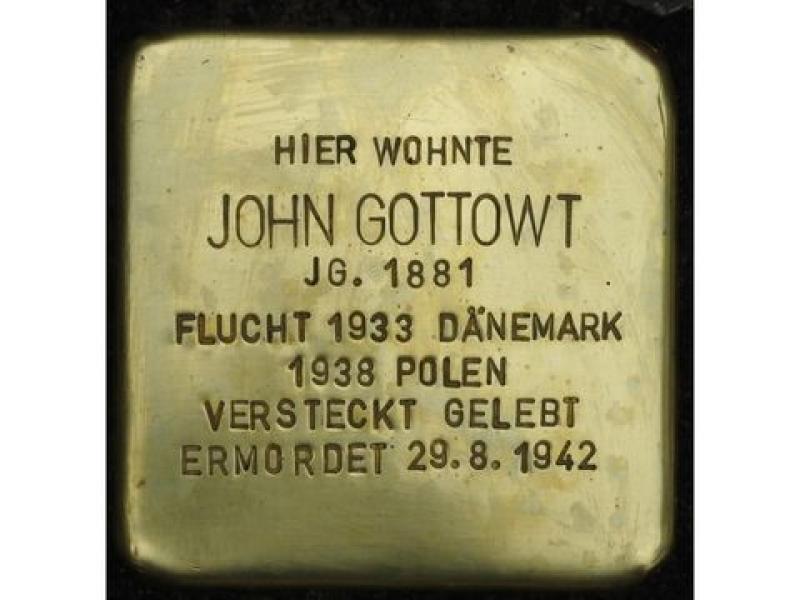 HIER WOHNTE
JOHN GOTTOWT
JG. 1881
FLUCHT 1933 DÄNEMARK
1938 POLEN
VERSTECKT GELEBT
ERMORDET 29.8.1942